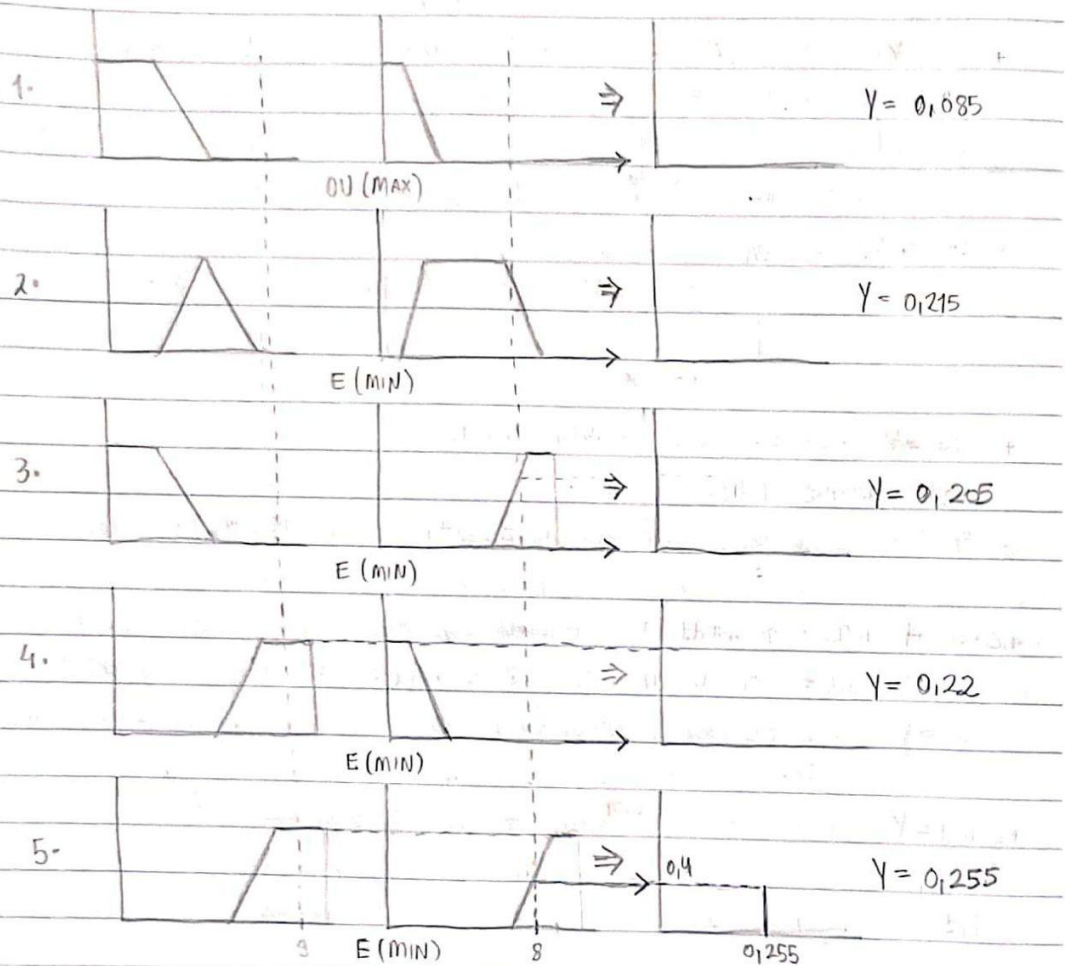 1. ⇒ Y = 0,085
OU (MAX)
2. ⇒ Y = 0,215
E (MIN)
3. ⇒ Y = 0,205
E (MIN)
4. ⇒ Y = 0,22
E (MIN)
5- ⇒ 0,4 Y = 0,255
9 E (MIN) 8 0,255